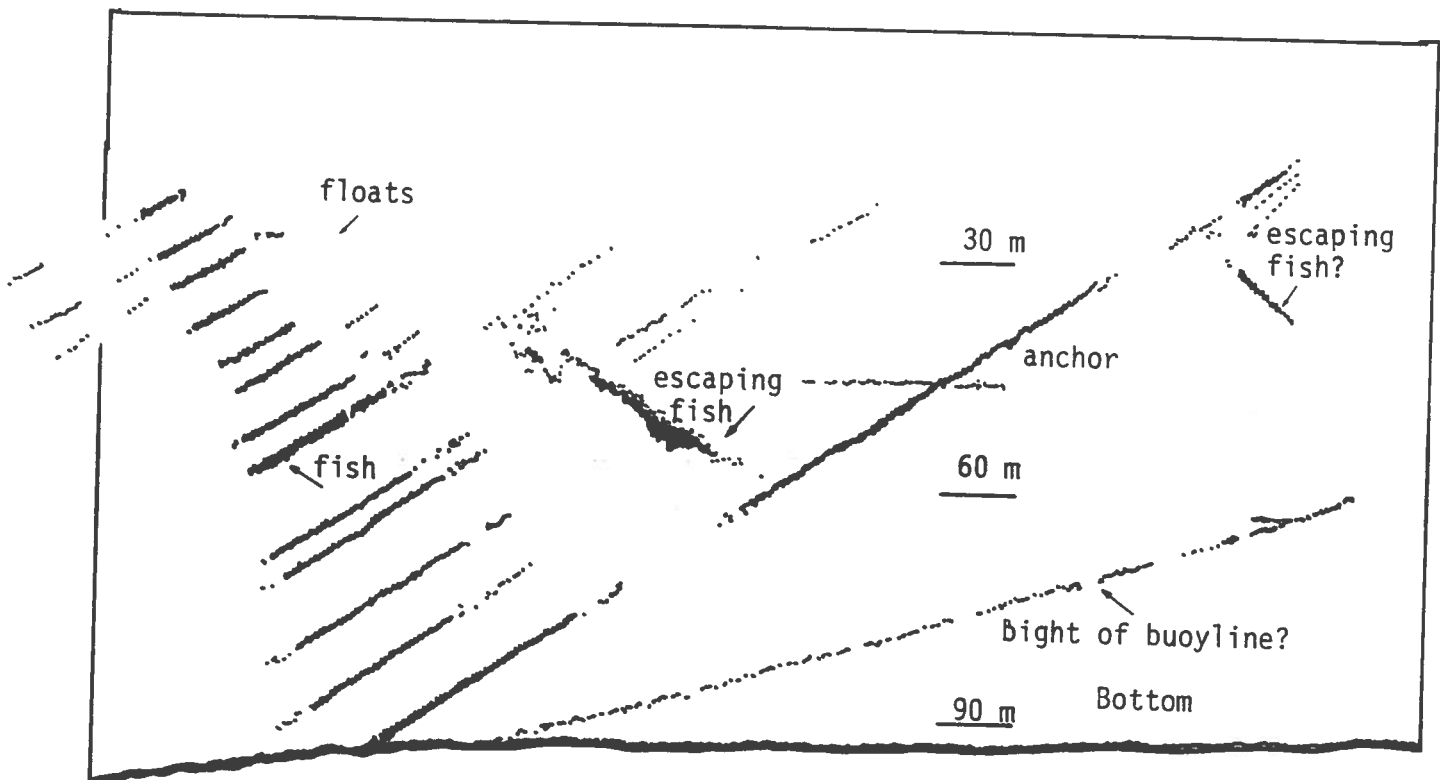 floats
30 m
escaping
fish?
anchor
escaping
fish
fish
60 m
Bight of buoyline?
Bottom
90 m